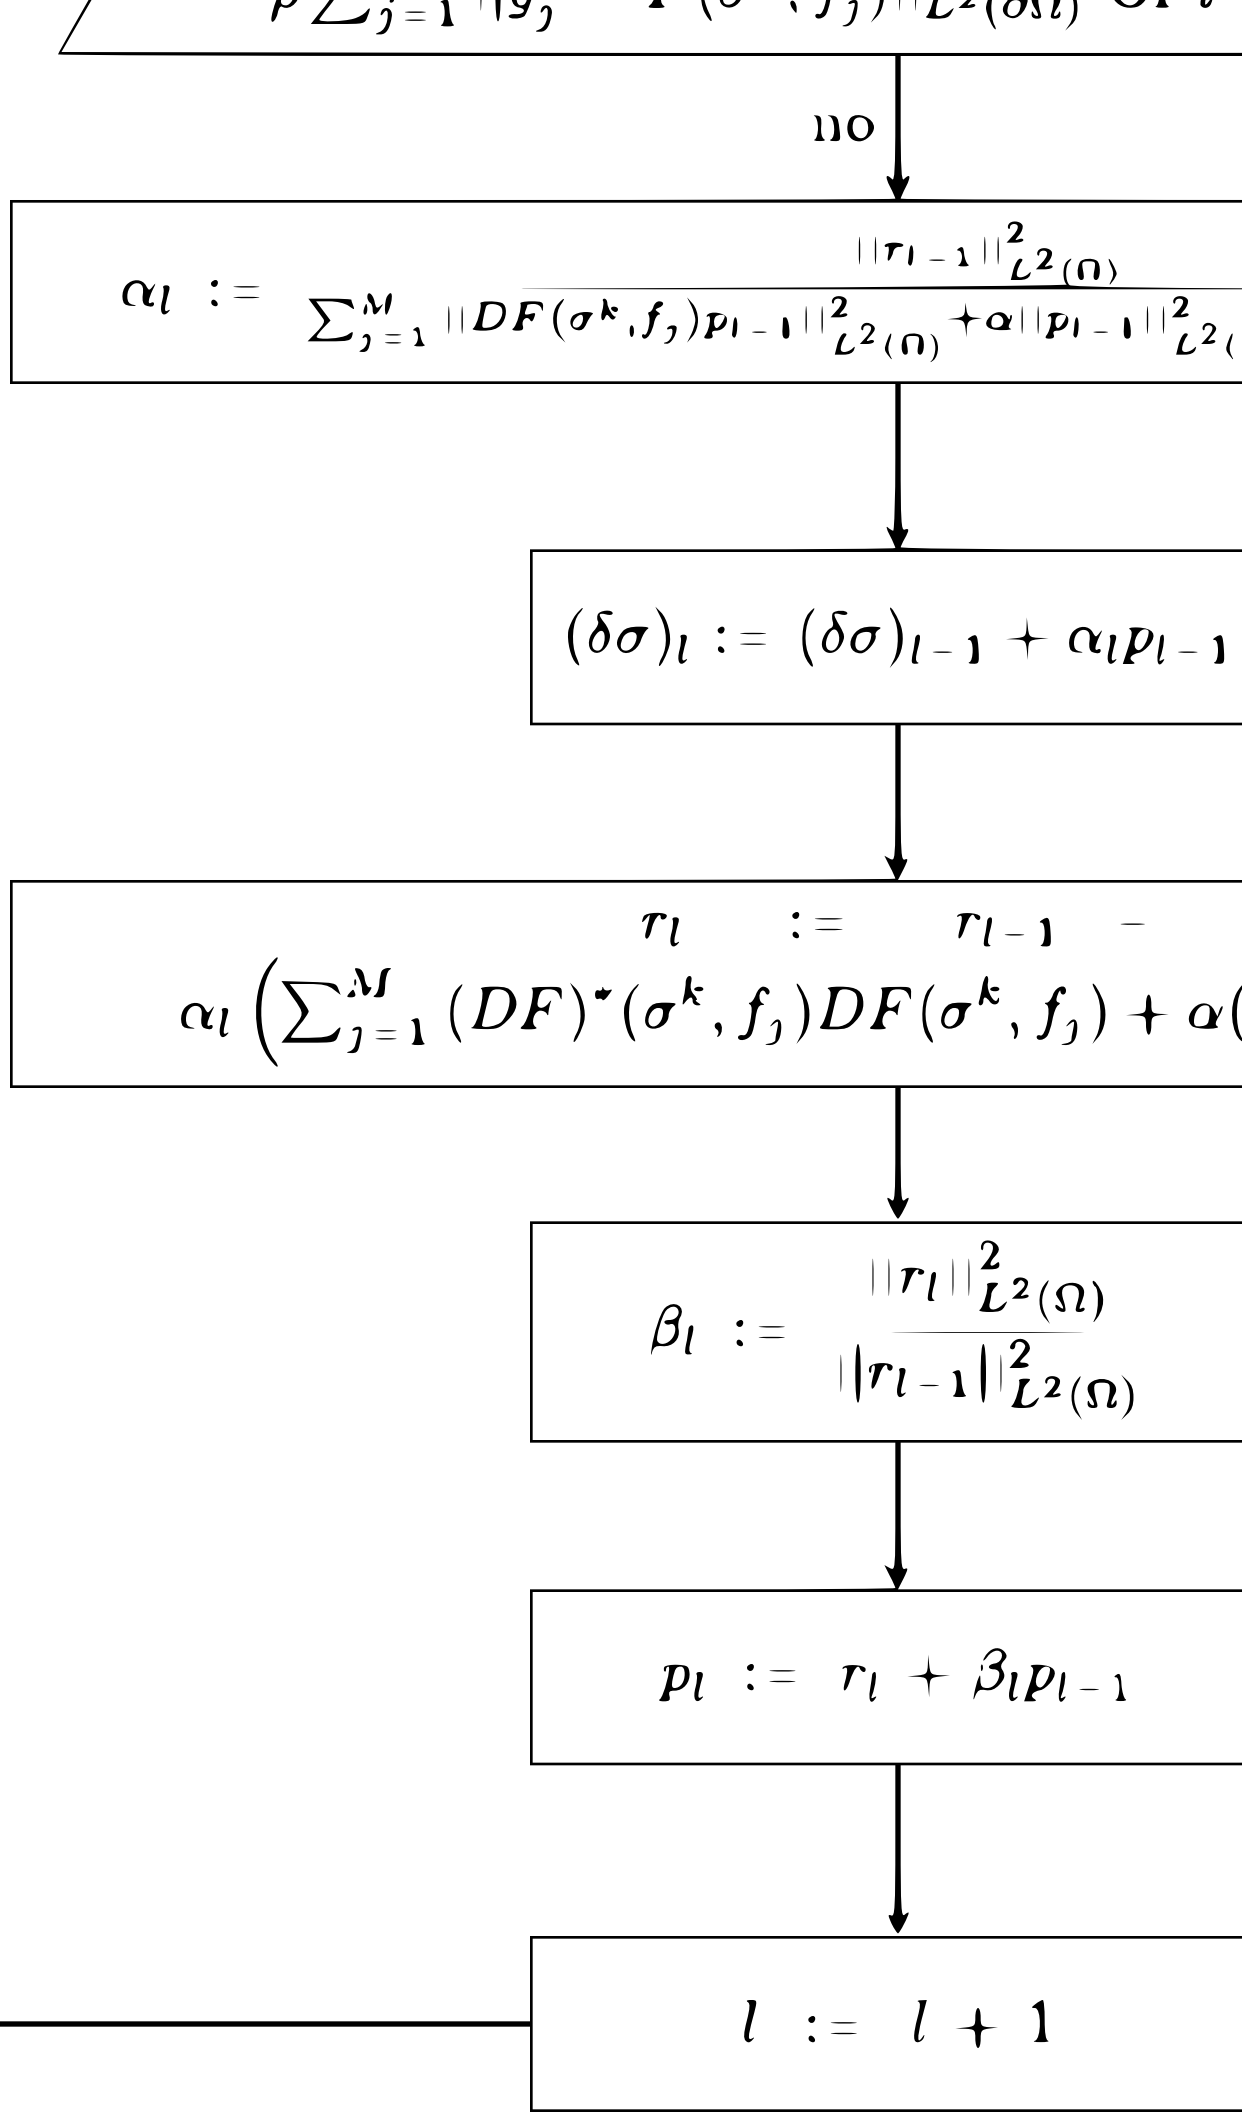 no
α_l := ||r_{l-1}||²_{L²(Ω)} / ∑^M_{j=1} ||DF(σ^k, f_j)p_{l-1}||²_{L²(Ω)} + α||p_{l-1}||²_{L²(
(δσ)_l := (δσ)_{l-1} + α_l p_{l-1}
r_l := r_{l-1} −
α_l (∑^M_{j=1} (DF)*(σ^k, f_j)DF(σ^k, f_j) + α(
β_l := ||r_l||²_{L²(Ω)} / ||r_{l-1}||²_{L²(Ω)}
p_l := r_l + β_l p_{l-1}
l := l + 1